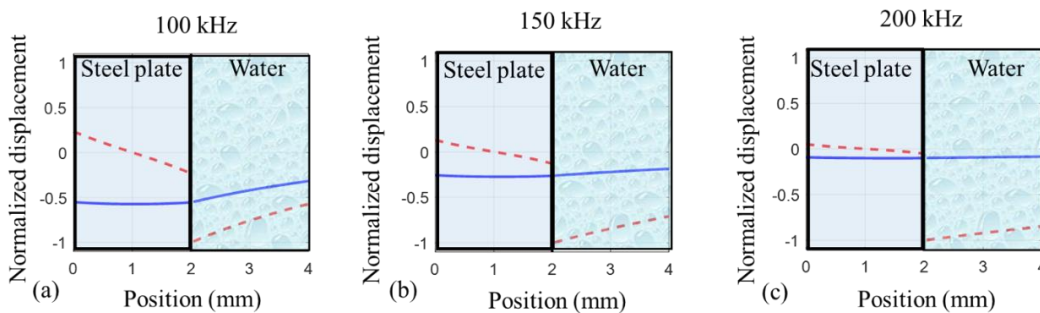 100 kHz
Normalized displacement
1
0.5
0
-0.5
-1
Steel plate
Water
0 1 2 3 4
(a)
Position (mm)
150 kHz
Normalized displacement
1
0.5
0
-0.5
-1
Steel plate
Water
0 1 2 3 4
(b)
Position (mm)
200 kHz
Normalized displacement
1
0.5
0
-0.5
-1
Steel plate
Water
0 1 2 3 4
(c)
Position (mm)